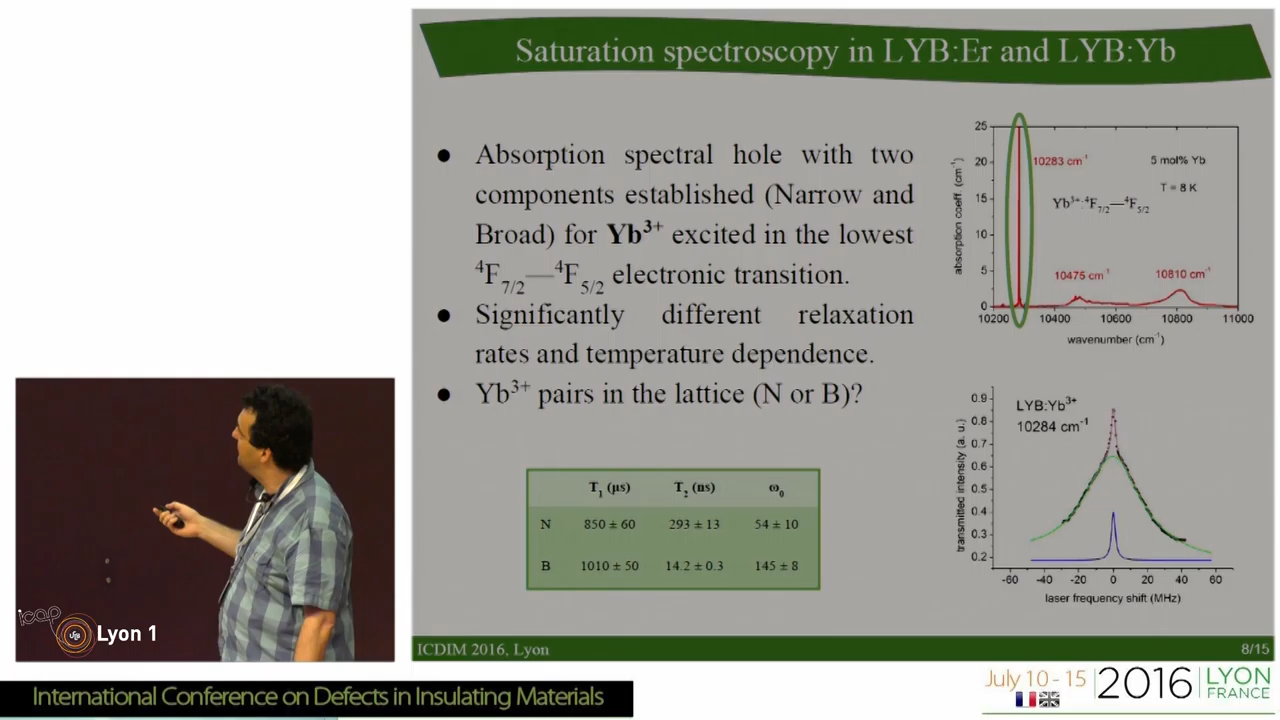 Saturation spectroscopy in LYB:Er and LYB:Yb
● Absorption spectral hole with two
components established (Narrow and
Broad) for Yb³⁺ excited in the lowest
⁴F₇/₂—⁴F₅/₂ electronic transition.
● Significantly different relaxation
rates and temperature dependence.
● Yb³⁺ pairs in the lattice (N or B)?
T₁ (μs) T₂ (ns) ω₀
N 850 ± 60 293 ± 13 54 ± 10
B 1010 ± 50 14.2 ± 0.3 145 ± 8
absorption coeff. (cm⁻¹)
25
20
15
10
5
0
10283 cm⁻¹
5 mol% Yb
T = 8 K
Yb³⁺:⁴F₇/₂—⁴F₅/₂
10475 cm⁻¹
10810 cm⁻¹
10200 10400 10600 10800 11000
wavenumber (cm⁻¹)
transmitted intensity (a. u.)
0.9
0.8
0.7
0.6
0.5
0.4
0.3
0.2
LYB:Yb³⁺
10284 cm⁻¹
-60 -40 -20 0 20 40 60
laser frequency shift (MHz)
ICDIM 2016, Lyon
8/15
icap
Lyon 1
International Conference on Defects in Insulating Materials
July 10 - 15
2016
LYON
FRANCE